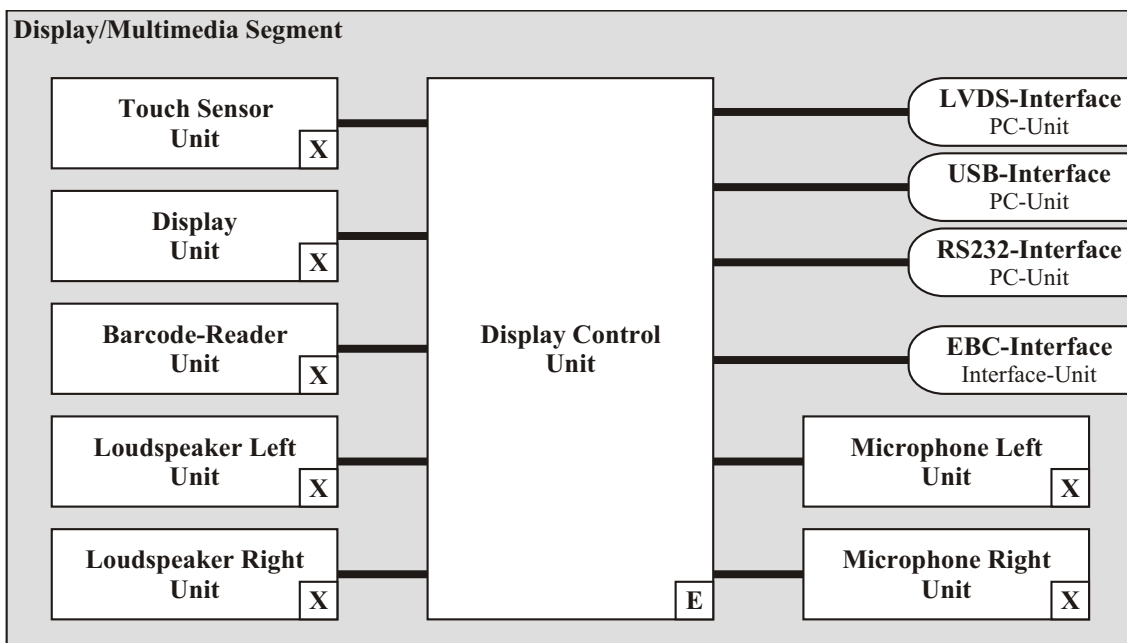 Display/Multimedia Segment
Touch Sensor
Unit
X
Display
Unit
X
Barcode-Reader
Unit
X
Loudspeaker Left
Unit
X
Loudspeaker Right
Unit
X
Display Control
Unit
E
LVDS-Interface
PC-Unit
USB-Interface
PC-Unit
RS232-Interface
PC-Unit
EBC-Interface
Interface-Unit
Microphone Left
Unit
X
Microphone Right
Unit
X